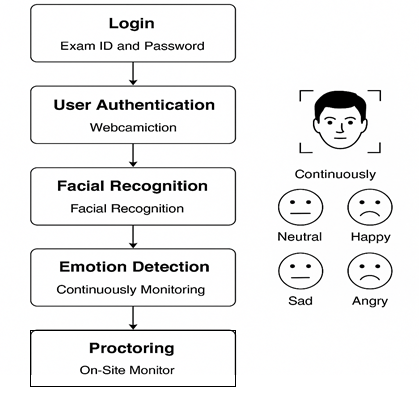 Login
Exam ID and Password
User Authentication
Webcamiction
Facial Recognition
Facial Recognition
Emotion Detection
Continuously Monitoring
Proctoring
On-Site Monitor
Continuously
Neutral Happy
Sad Angry